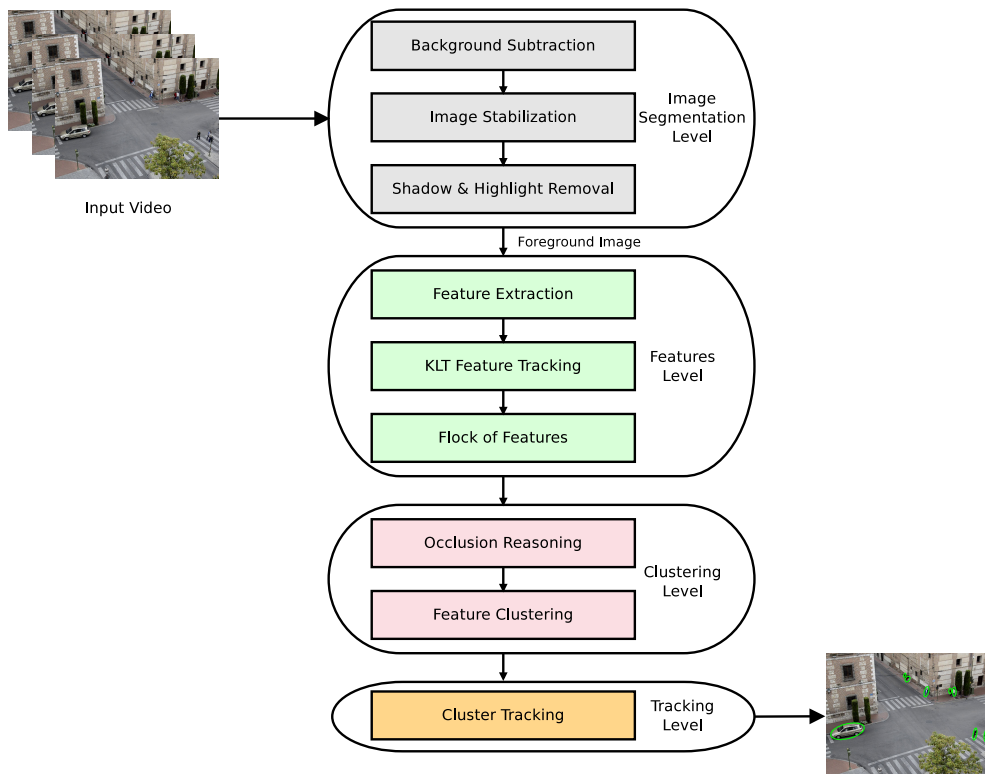 Input Video
Background Subtraction
Image Stabilization
Shadow & Highlight Removal
Image
Segmentation
Level
Foreground Image
Feature Extraction
KLT Feature Tracking
Flock of Features
Features
Level
Occlusion Reasoning
Feature Clustering
Clustering
Level
Cluster Tracking
Tracking
Level